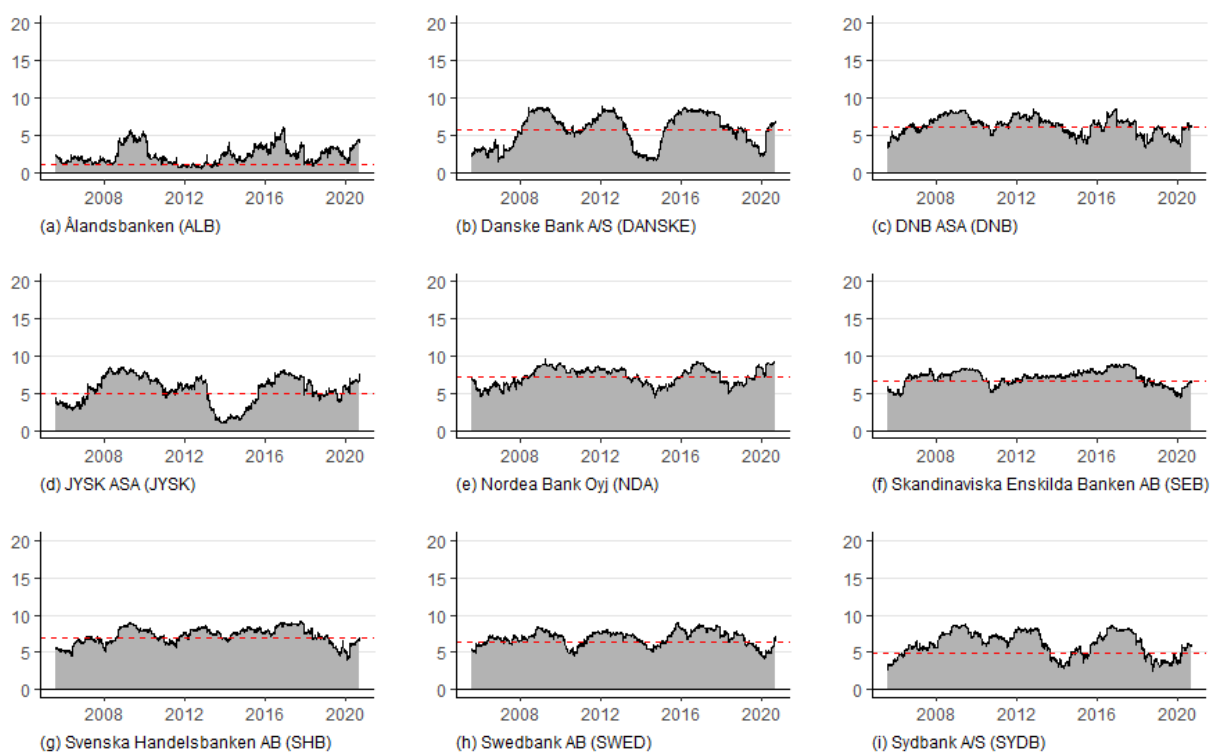 20
15
10
5
0
2008 2012 2016 2020
(a) Ålandsbanken (ALB)
20
15
10
5
0
2008 2012 2016 2020
(b) Danske Bank A/S (DANSKE)
20
15
10
5
0
2008 2012 2016 2020
(c) DNB ASA (DNB)
20
15
10
5
0
2008 2012 2016 2020
(d) JYSK ASA (JYSK)
20
15
10
5
0
2008 2012 2016 2020
(e) Nordea Bank Oyj (NDA)
20
15
10
5
0
2008 2012 2016 2020
(f) Skandinaviska Enskilda Banken AB (SEB)
20
15
10
5
0
2008 2012 2016 2020
(g) Svenska Handelsbanken AB (SHB)
20
15
10
5
0
2008 2012 2016 2020
(h) Swedbank AB (SWED)
20
15
10
5
0
2008 2012 2016 2020
(i) Sydbank A/S (SYDB)